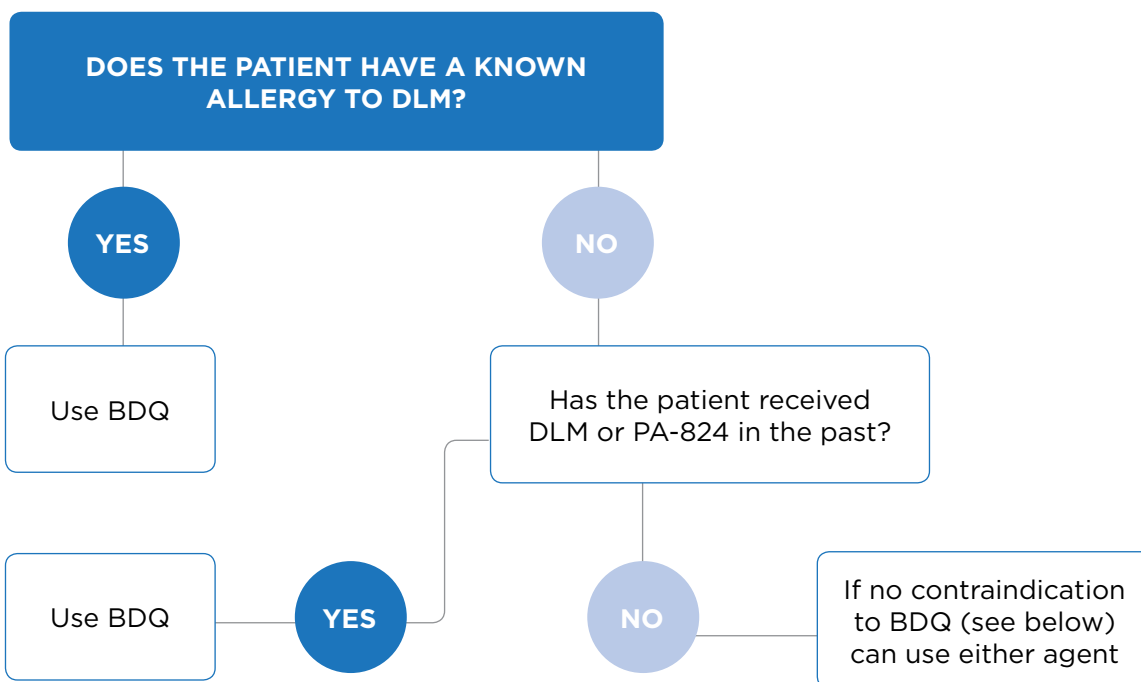 DOES THE PATIENT HAVE A KNOWN
ALLERGY TO DLM?
YES
NO
Use BDQ
Has the patient received
DLM or PA-824 in the past?
Use BDQ
YES
NO
If no contraindication
to BDQ (see below)
can use either agent